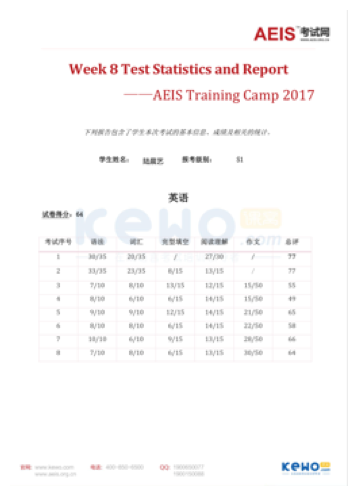 AEIS 考试网
Week 8 Test Statistics and Report
——AEIS Training Camp 2017
下列报告包含了学生本次考试的基本信息、成绩及相关的统计。
学生姓名： 陆晨艺 报考级别： S1
英语
试卷得分：64
考试序号 语法 词汇 完型填空 阅读理解 作文 总评
1 30/35 20/35 / 27/30 / 77
2 33/35 23/35 8/15 13/15 / 77
3 7/10 8/10 13/15 12/15 15/50 55
4 8/10 6/10 6/15 14/15 15/50 49
5 9/10 9/10 12/15 14/15 21/50 65
6 8/10 8/10 6/15 14/15 22/50 58
7 10/10 6/10 9/15 13/15 28/50 66
8 7/10 8/10 6/15 13/15 30/50 64
官网：www.kewo.com 电话：400-650-6500 QQ：
www.aeis.org.cn
KeWO